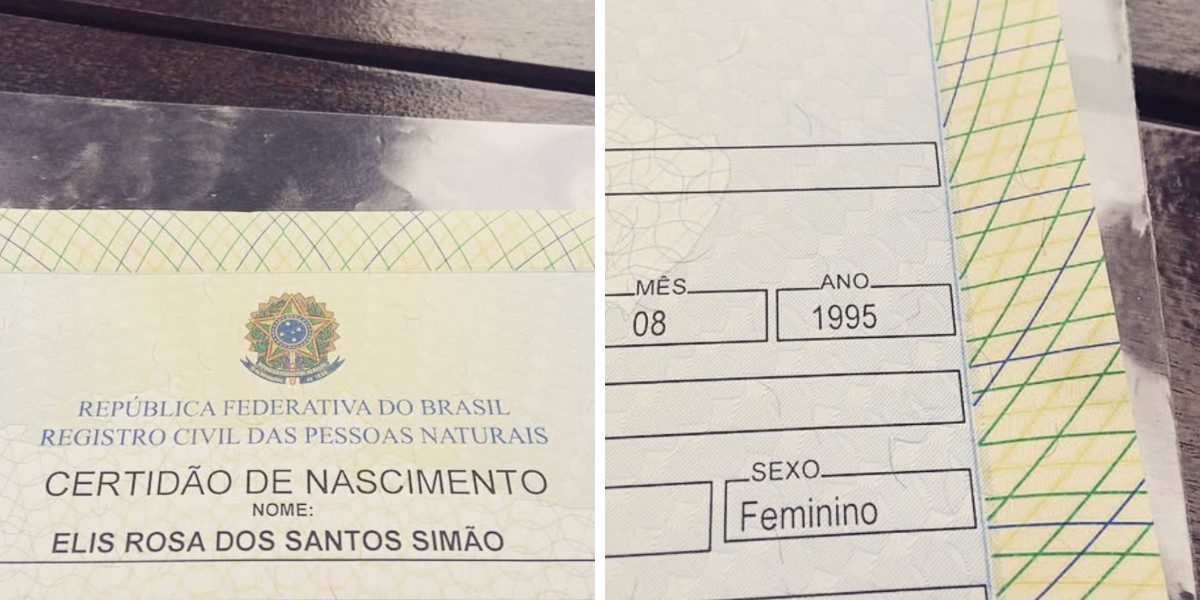 REPÚBLICA FEDERATIVA DO BRASIL
REGISTRO CIVIL DAS PESSOAS NATURAIS
CERTIDÃO DE NASCIMENTO
NOME:
ELIS ROSA DOS SANTOS SIMÃO
MÊS ANO
08 1995
SEXO
Feminino